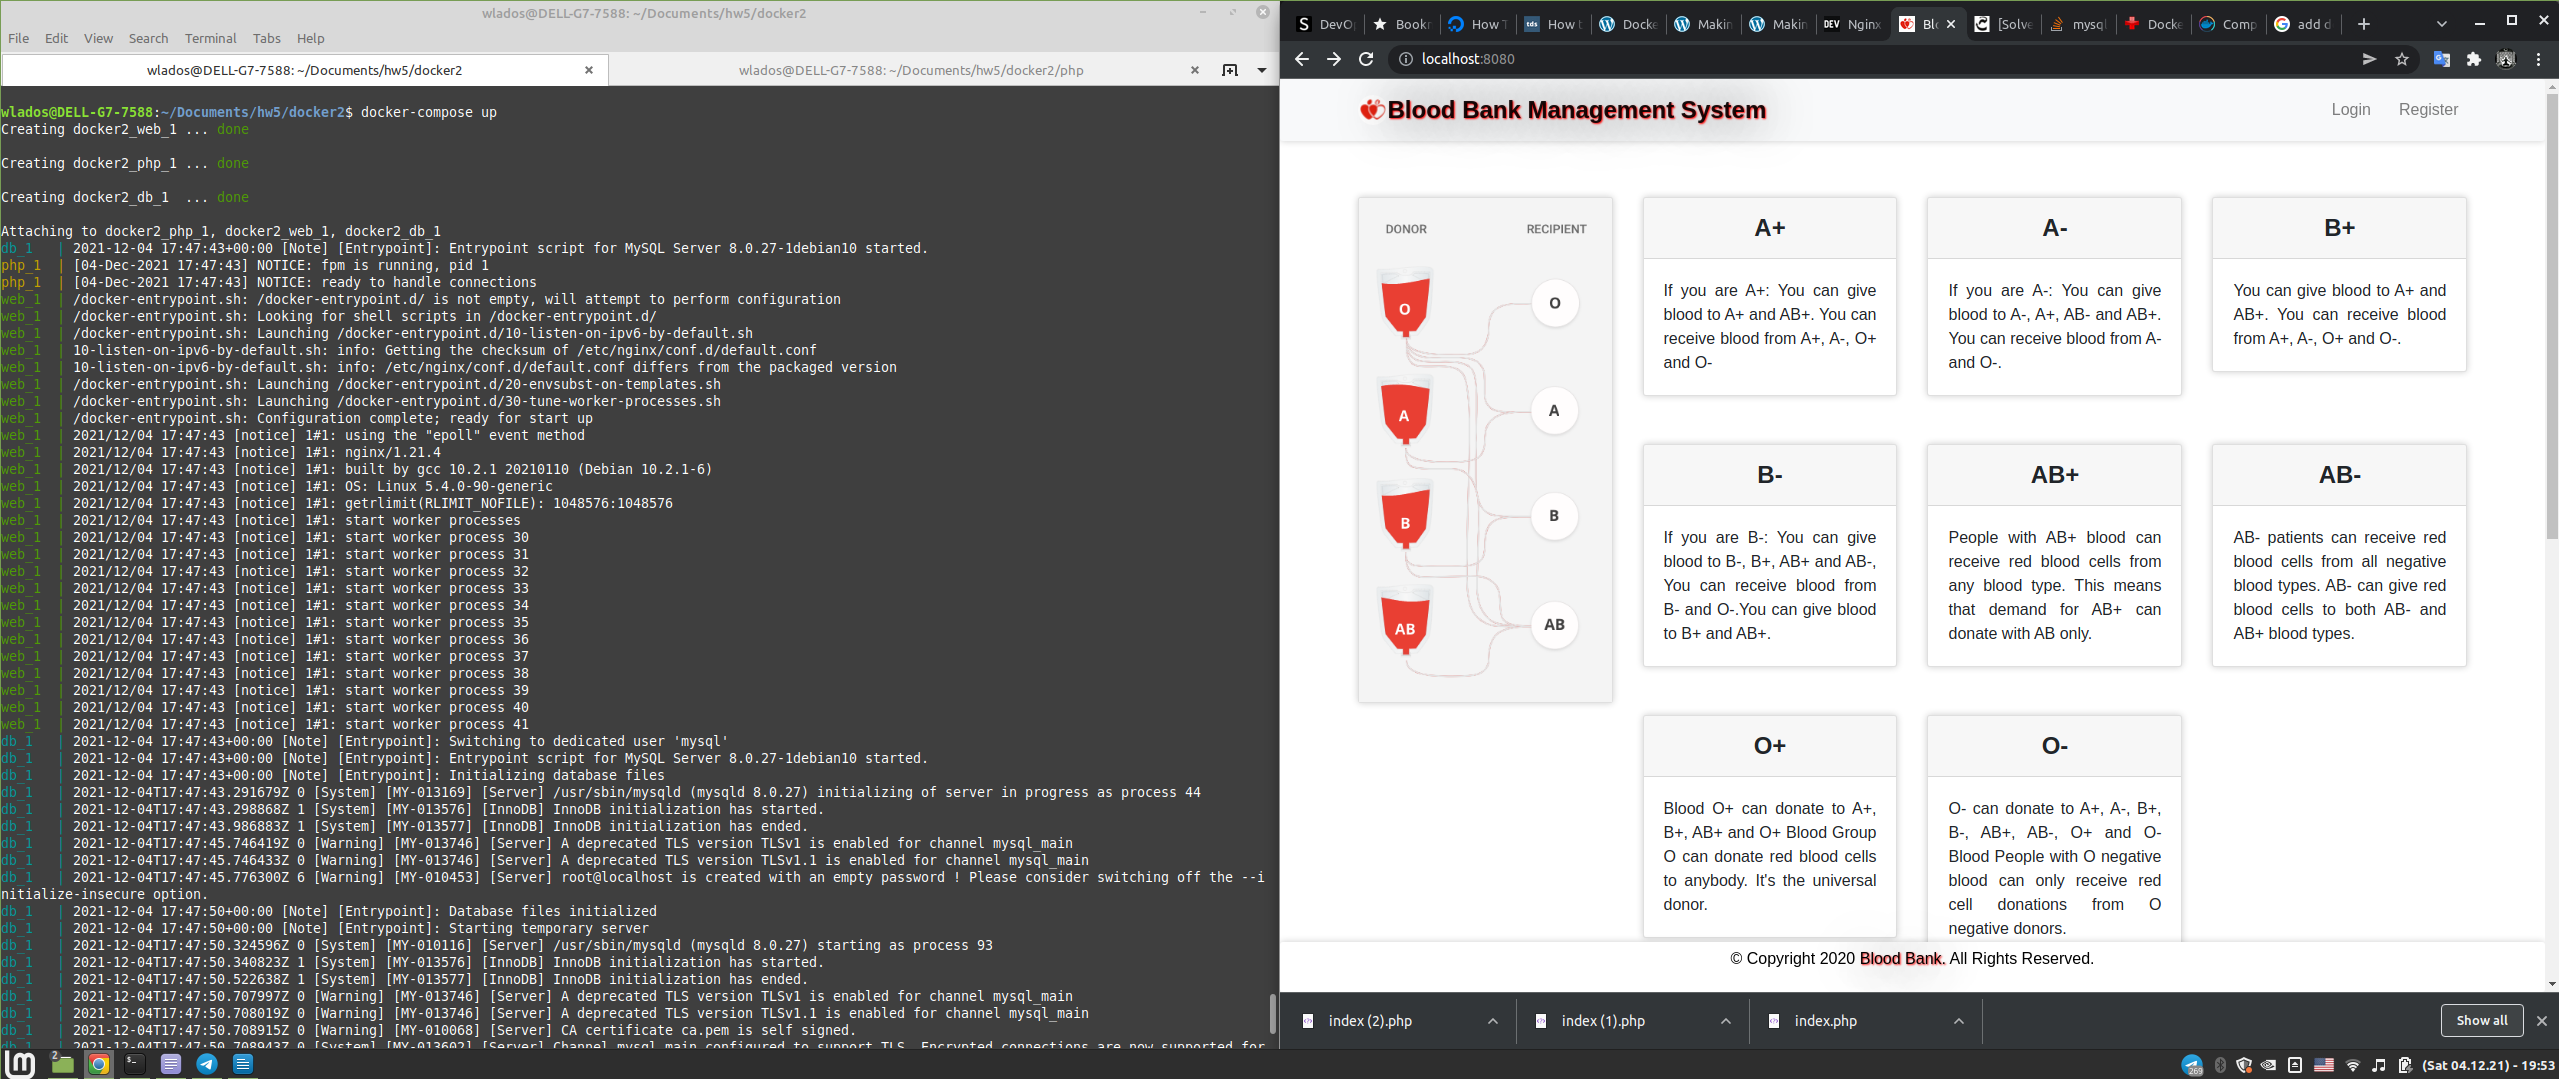 wlados@DELL-G7-7588: ~/Documents/hw5/docker2
File Edit View Search Terminal Tabs Help
wlados@DELL-G7-7588: ~/Documents/hw5/docker2
wlados@DELL-G7-7588: ~/Documents/hw5/docker2/php
wlados@DELL-G7-7588:~/Documents/hw5/docker2$ docker-compose up
Creating docker2_web_1 ... done
Creating docker2_php_1 ... done
Creating docker2_db_1  ... done
Attaching to docker2_php_1, docker2_web_1, docker2_db_1
db_1   | 2021-12-04 17:47:43+00:00 [Note] [Entrypoint]: Entrypoint script for MySQL Server 8.0.27-1debian10 started.
php_1  | [04-Dec-2021 17:47:43] NOTICE: fpm is running, pid 1
php_1  | [04-Dec-2021 17:47:43] NOTICE: ready to handle connections
web_1  | /docker-entrypoint.sh: /docker-entrypoint.d/ is not empty, will attempt to perform configuration
web_1  | /docker-entrypoint.sh: Looking for shell scripts in /docker-entrypoint.d/
web_1  | /docker-entrypoint.sh: Launching /docker-entrypoint.d/10-listen-on-ipv6-by-default.sh
web_1  | 10-listen-on-ipv6-by-default.sh: info: Getting the checksum of /etc/nginx/conf.d/default.conf
web_1  | 10-listen-on-ipv6-by-default.sh: info: /etc/nginx/conf.d/default.conf differs from the packaged version
web_1  | /docker-entrypoint.sh: Launching /docker-entrypoint.d/20-envsubst-on-templates.sh
web_1  | /docker-entrypoint.sh: Launching /docker-entrypoint.d/30-tune-worker-processes.sh
web_1  | /docker-entrypoint.sh: Configuration complete; ready for start up
web_1  | 2021/12/04 17:47:43 [notice] 1#1: using the "epoll" event method
web_1  | 2021/12/04 17:47:43 [notice] 1#1: nginx/1.21.4
web_1  | 2021/12/04 17:47:43 [notice] 1#1: built by gcc 10.2.1 20210110 (Debian 10.2.1-6)
web_1  | 2021/12/04 17:47:43 [notice] 1#1: OS: Linux 5.4.0-90-generic
web_1  | 2021/12/04 17:47:43 [notice] 1#1: getrlimit(RLIMIT_NOFILE): 1048576:1048576
web_1  | 2021/12/04 17:47:43 [notice] 1#1: start worker processes
web_1  | 2021/12/04 17:47:43 [notice] 1#1: start worker process 30
web_1  | 2021/12/04 17:47:43 [notice] 1#1: start worker process 31
web_1  | 2021/12/04 17:47:43 [notice] 1#1: start worker process 32
web_1  | 2021/12/04 17:47:43 [notice] 1#1: start worker process 33
web_1  | 2021/12/04 17:47:43 [notice] 1#1: start worker process 34
web_1  | 2021/12/04 17:47:43 [notice] 1#1: start worker process 35
web_1  | 2021/12/04 17:47:43 [notice] 1#1: start worker process 36
web_1  | 2021/12/04 17:47:43 [notice] 1#1: start worker process 37
web_1  | 2021/12/04 17:47:43 [notice] 1#1: start worker process 38
web_1  | 2021/12/04 17:47:43 [notice] 1#1: start worker process 39
web_1  | 2021/12/04 17:47:43 [notice] 1#1: start worker process 40
web_1  | 2021/12/04 17:47:43 [notice] 1#1: start worker process 41
db_1   | 2021-12-04 17:47:43+00:00 [Note] [Entrypoint]: Switching to dedicated user 'mysql'
db_1   | 2021-12-04 17:47:43+00:00 [Note] [Entrypoint]: Entrypoint script for MySQL Server 8.0.27-1debian10 started.
db_1   | 2021-12-04 17:47:43+00:00 [Note] [Entrypoint]: Initializing database files
db_1   | 2021-12-04T17:47:43.291679Z 0 [System] [MY-013169] [Server] /usr/sbin/mysqld (mysqld 8.0.27) initializing of server in progress as process 44
db_1   | 2021-12-04T17:47:43.298868Z 1 [System] [MY-013576] [InnoDB] InnoDB initialization has started.
db_1   | 2021-12-04T17:47:43.986883Z 1 [System] [MY-013577] [InnoDB] InnoDB initialization has ended.
db_1   | 2021-12-04T17:47:45.746419Z 0 [Warning] [MY-013746] [Server] A deprecated TLS version TLSv1 is enabled for channel mysql_main
db_1   | 2021-12-04T17:47:45.746433Z 0 [Warning] [MY-013746] [Server] A deprecated TLS version TLSv1.1 is enabled for channel mysql_main
db_1   | 2021-12-04T17:47:45.776300Z 6 [Warning] [MY-010453] [Server] root@localhost is created with an empty password ! Please consider switching off the --i
nitialize-insecure option.
db_1   | 2021-12-04 17:47:50+00:00 [Note] [Entrypoint]: Database files initialized
db_1   | 2021-12-04 17:47:50+00:00 [Note] [Entrypoint]: Starting temporary server
db_1   | 2021-12-04T17:47:50.324596Z 0 [System] [MY-010116] [Server] /usr/sbin/mysqld (mysqld 8.0.27) starting as process 93
db_1   | 2021-12-04T17:47:50.340823Z 1 [System] [MY-013576] [InnoDB] InnoDB initialization has started.
db_1   | 2021-12-04T17:47:50.522638Z 1 [System] [MY-013577] [InnoDB] InnoDB initialization has ended.
db_1   | 2021-12-04T17:47:50.707997Z 0 [Warning] [MY-013746] [Server] A deprecated TLS version TLSv1 is enabled for channel mysql_main
db_1   | 2021-12-04T17:47:50.708019Z 0 [Warning] [MY-013746] [Server] A deprecated TLS version TLSv1.1 is enabled for channel mysql_main
db_1   | 2021-12-04T17:47:50.708915Z 0 [Warning] [MY-010068] [Server] CA certificate ca.pem is self signed.
db_1   | 2021-12-04T17:47:50.708943Z 0 [System] [MY-013602] [Server] Channel mysql_main configured to support TLS. Encrypted connections are now supported for
DevO Bookr How T How t Docke Makin Makin Nginx Blo [Solve mysql Docke Comp add d
localhost:8080
Blood Bank Management System
Login Register
DONOR RECIPIENT
O O
A A
B B
AB AB
A+
If you are A+: You can give
blood to A+ and AB+. You can
receive blood from A+, A-, O+
and O-
A-
If you are A-: You can give
blood to A-, A+, AB- and AB+.
You can receive blood from A-
and O-.
B+
You can give blood to A+ and
AB+. You can receive blood
from A+, A-, O+ and O-.
B-
If you are B-: You can give
blood to B-, B+, AB+ and AB-,
You can receive blood from
B- and O-.You can give blood
to B+ and AB+.
AB+
People with AB+ blood can
receive red blood cells from
any blood type. This means
that demand for AB+ can
donate with AB only.
AB-
AB- patients can receive red
blood cells from all negative
blood types. AB- can give red
blood cells to both AB- and
AB+ blood types.
O+
Blood O+ can donate to A+,
B+, AB+ and O+ Blood Group
O can donate red blood cells
to anybody. It's the universal
donor.
O-
O- can donate to A+, A-, B+,
B-, AB+, AB-, O+ and O-
Blood People with O negative
blood can only receive red
cell donations from O
negative donors.
© Copyright 2020 Blood Bank. All Rights Reserved.
index (2).php index (1).php index.php Show all
2
269
(Sat 04.12.21) - 19:53